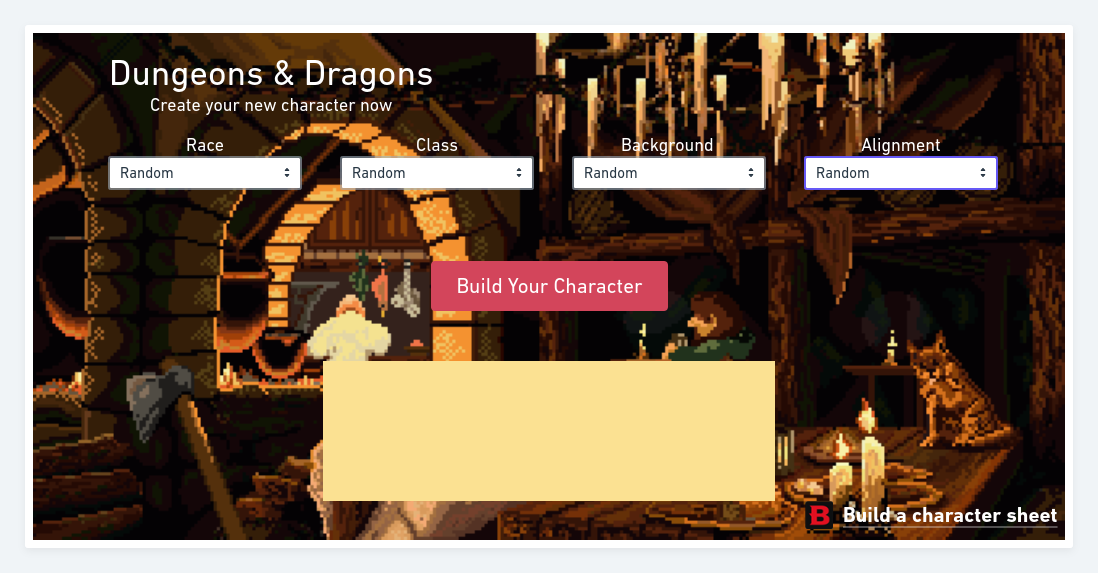 Dungeons & Dragons
Create your new character now
Race Class Background Alignment
Random Random Random Random
Build Your Character
B Build a character sheet